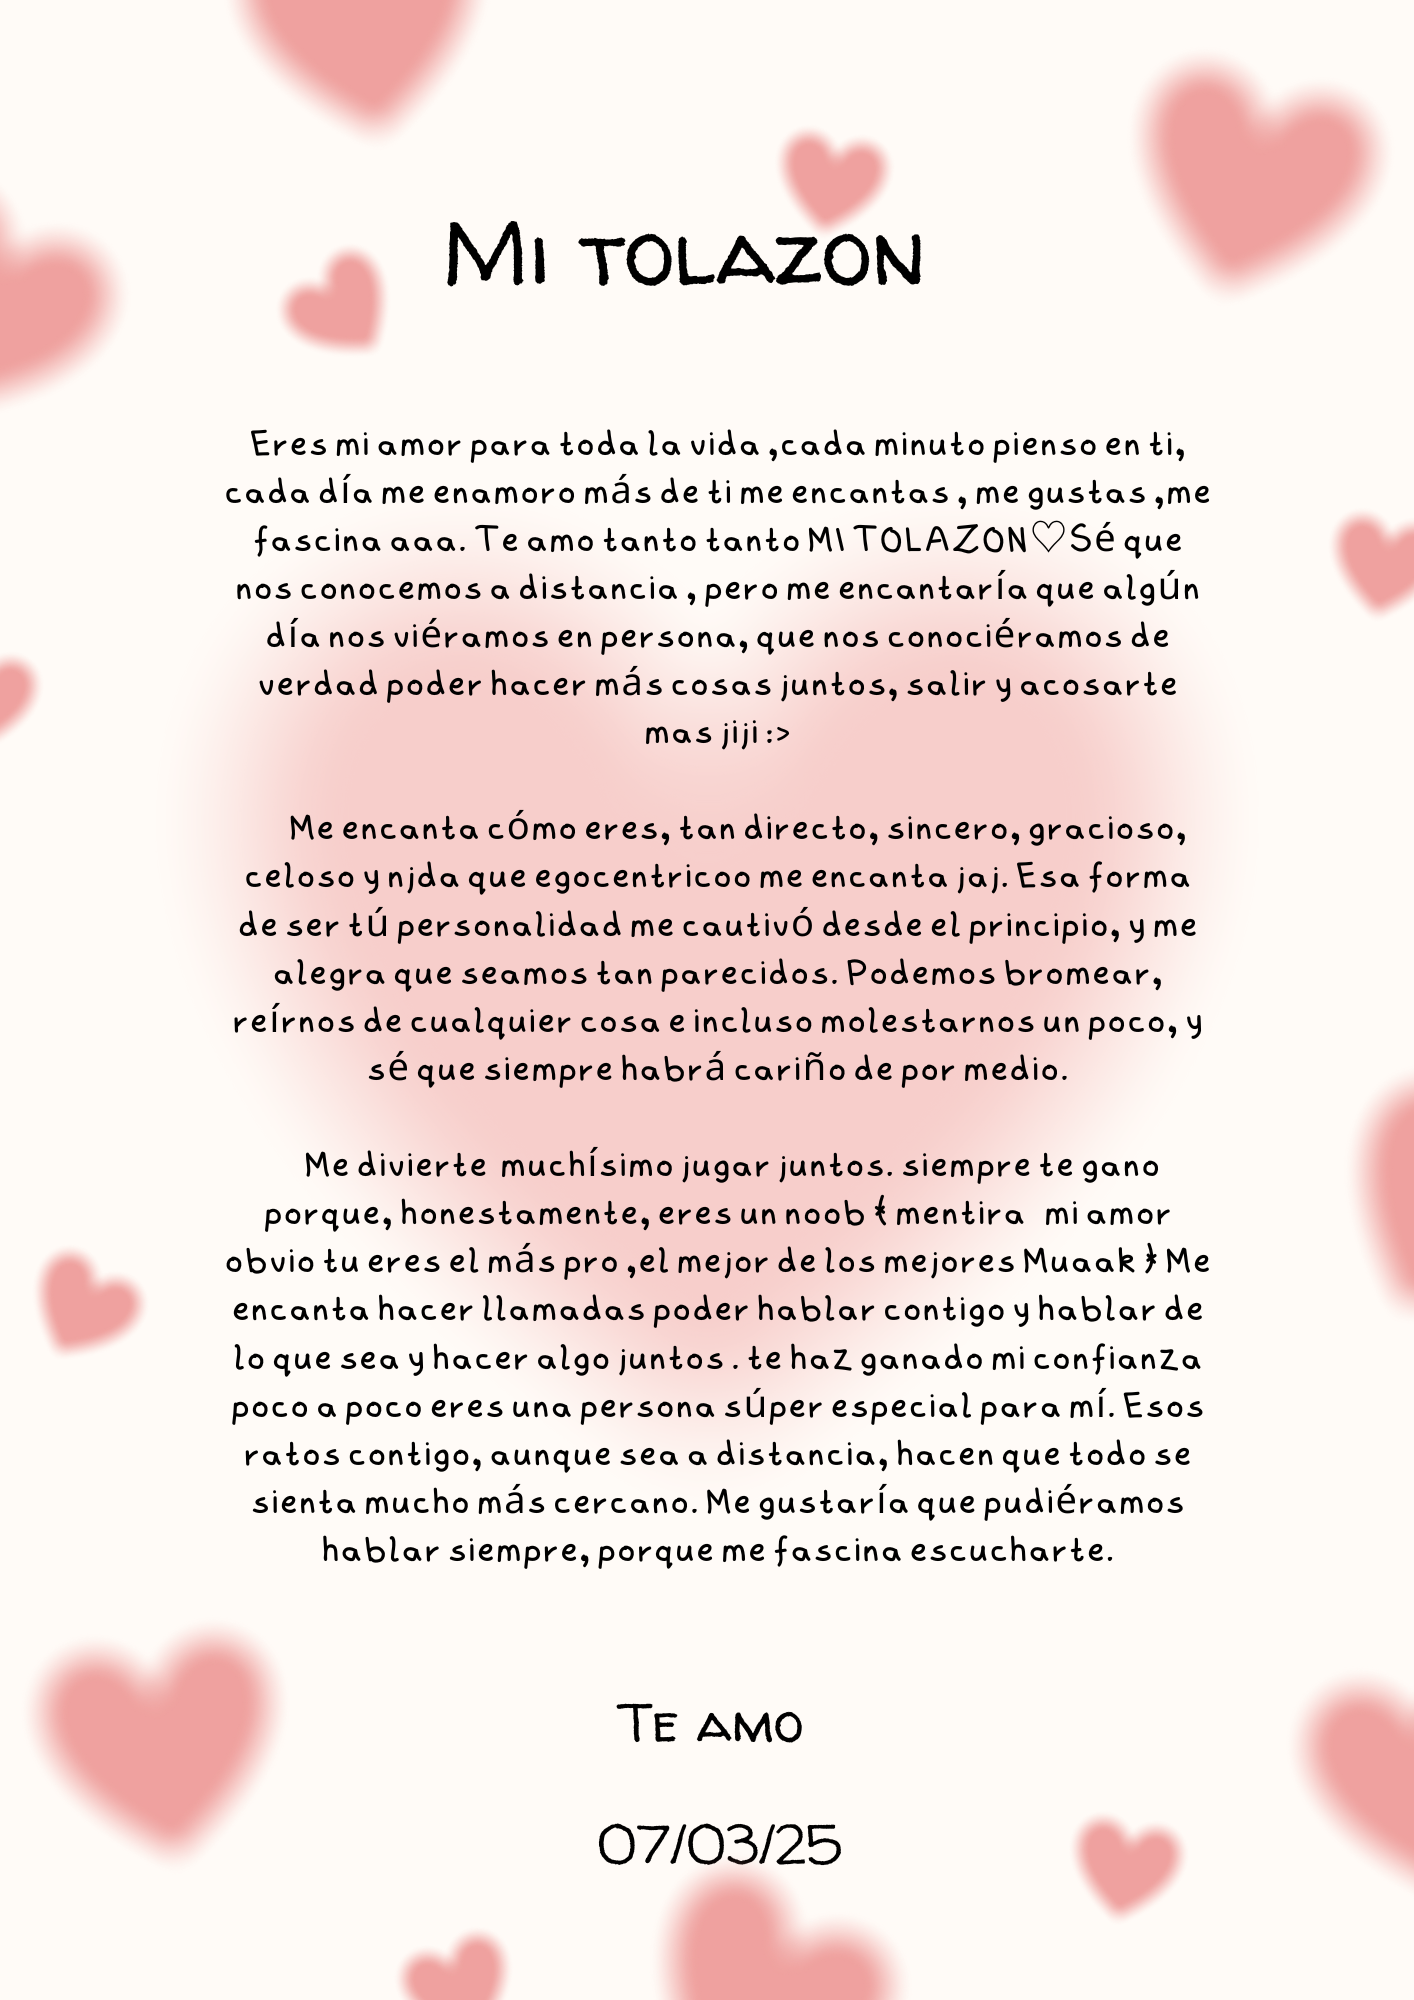 Mi tolazon
Eres mi amor para toda la vida ,cada minuto pienso en ti,
cada día me enamoro más de ti me encantas , me gustas ,me
fascina aaa. Te amo tanto tanto MI TOLAZON♡Sé que
nos conocemos a distancia , pero me encantaría que algún
día nos viéramos en persona, que nos conociéramos de
verdad poder hacer más cosas juntos, salir y acosarte
mas jiji :>
Me encanta cómo eres, tan directo, sincero, gracioso,
celoso y njda que egocentricoo me encanta jaj. Esa forma
de ser tú personalidad me cautivó desde el principio, y me
alegra que seamos tan parecidos. Podemos bromear,
reírnos de cualquier cosa e incluso molestarnos un poco, y
sé que siempre habrá cariño de por medio.
Me divierte muchísimo jugar juntos. siempre te gano
porque, honestamente, eres un noob ( mentira mi amor
obvio tu eres el más pro ,el mejor de los mejores Muaak ) Me
encanta hacer llamadas poder hablar contigo y hablar de
lo que sea y hacer algo juntos . te haz ganado mi confianza
poco a poco eres una persona súper especial para mí. Esos
ratos contigo, aunque sea a distancia, hacen que todo se
sienta mucho más cercano. Me gustaría que pudiéramos
hablar siempre, porque me fascina escucharte.
Te amo
07/03/25